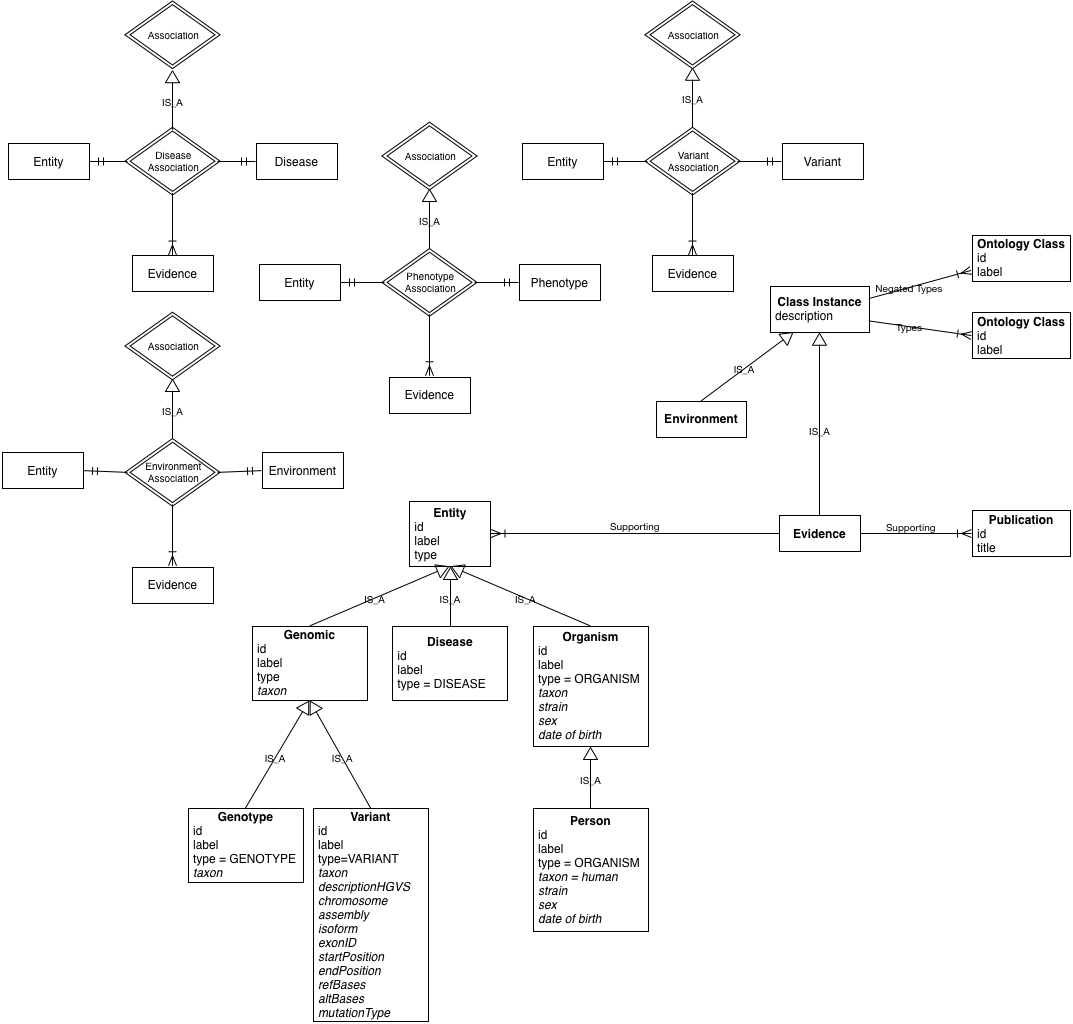 Association
IS_A
Entity
Disease
Association
Disease
Evidence
Association
IS_A
Entity
Phenotype
Association
Phenotype
Evidence
Association
IS_A
Entity
Variant
Association
Variant
Evidence
Association
IS_A
Entity
Environment
Association
Environment
Evidence
Class Instance
description
Negated Types
Ontology Class
id
label
Types
Ontology Class
id
label
IS_A
Environment
IS_A
Evidence
Supporting
Publication
id
title
Supporting
Entity
id
label
type
IS_A
IS_A
IS_A
Genomic
id
label
type
taxon
Disease
id
label
type = DISEASE
Organism
id
label
type = ORGANISM
taxon
strain
sex
date of birth
IS_A
IS_A
IS_A
Genotype
id
label
type = GENOTYPE
taxon
Variant
id
label
type=VARIANT
taxon
descriptionHGVS
chromosome
assembly
isoform
exonID
startPosition
endPosition
refBases
altBases
mutationType
Person
id
label
type = ORGANISM
taxon = human
strain
sex
date of birth